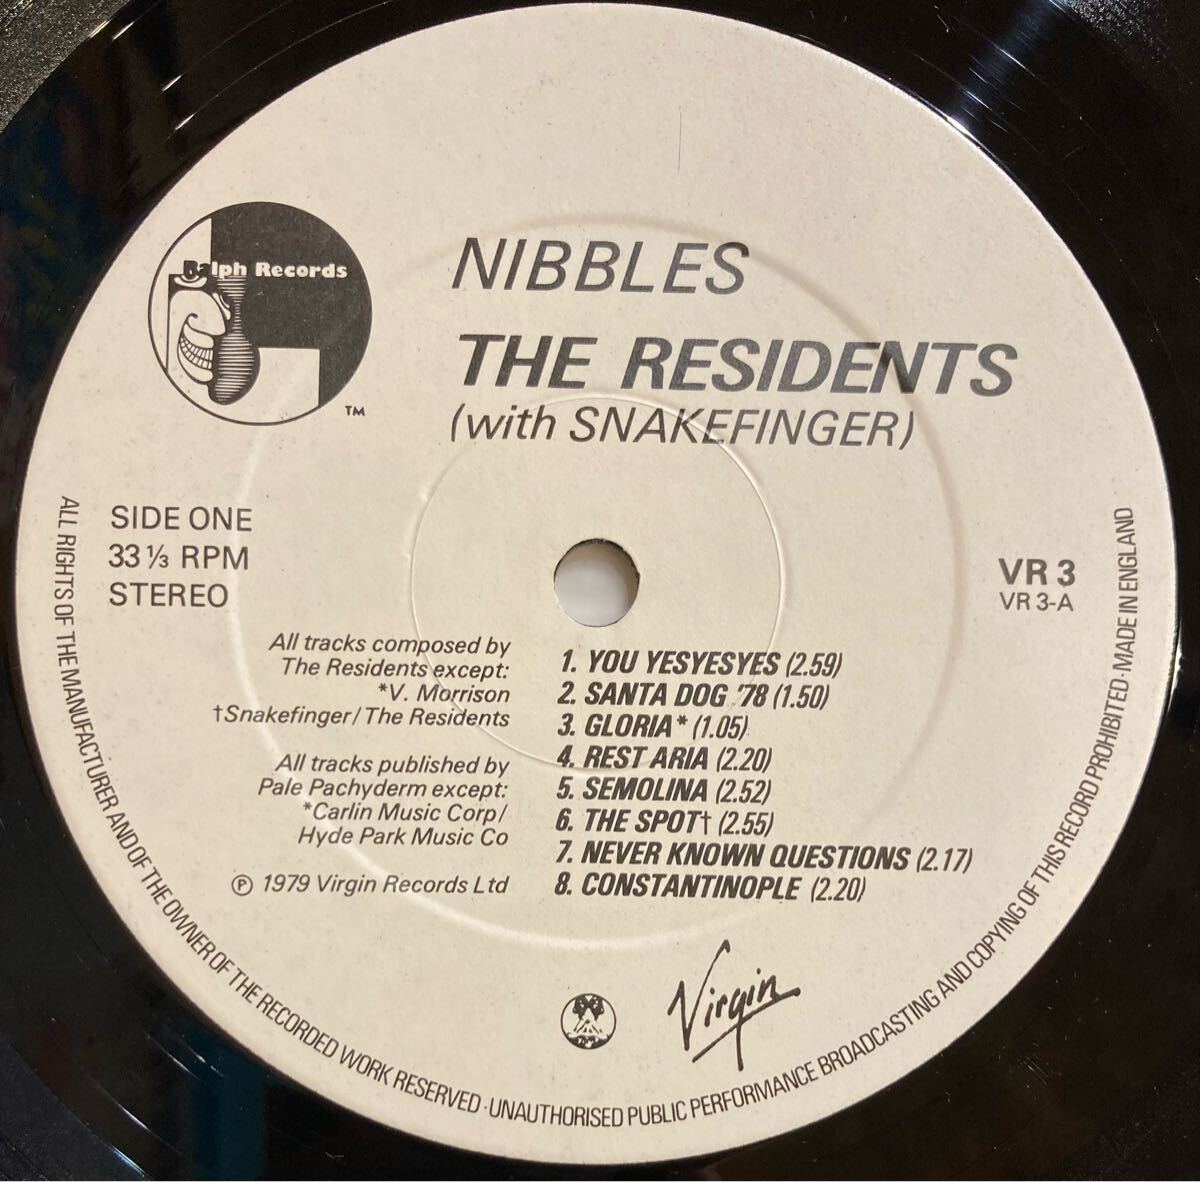 Ralph Records
TM
NIBBLES
THE RESIDENTS
(with SNAKEFINGER)
SIDE ONE
33 ⅓ RPM
STEREO
VR 3
VR 3-A
All tracks composed by
The Residents except:
*V. Morrison
†Snakefinger/The Residents
All tracks published by
Pale Pachyderm except:
*Carlin Music Corp/
Hyde Park Music Co
℗ 1979 Virgin Records Ltd
1. YOU YESYESYES (2.59)
2. SANTA DOG '78 (1.50)
3. GLORIA* (1.05)
4. REST ARIA (2.20)
5. SEMOLINA (2.52)
6. THE SPOT† (2.55)
7. NEVER KNOWN QUESTIONS (2.17)
8. CONSTANTINOPLE (2.20)
Virgin
ALL RIGHTS OF THE MANUFACTURER AND OF THE OWNER OF THE RECORDED WORK RESERVED·UNAUTHORISED PUBLIC PERFORMANCE BROADCASTING AND COPYING OF THIS RECORD PROHIBITED·MADE IN ENGLAND